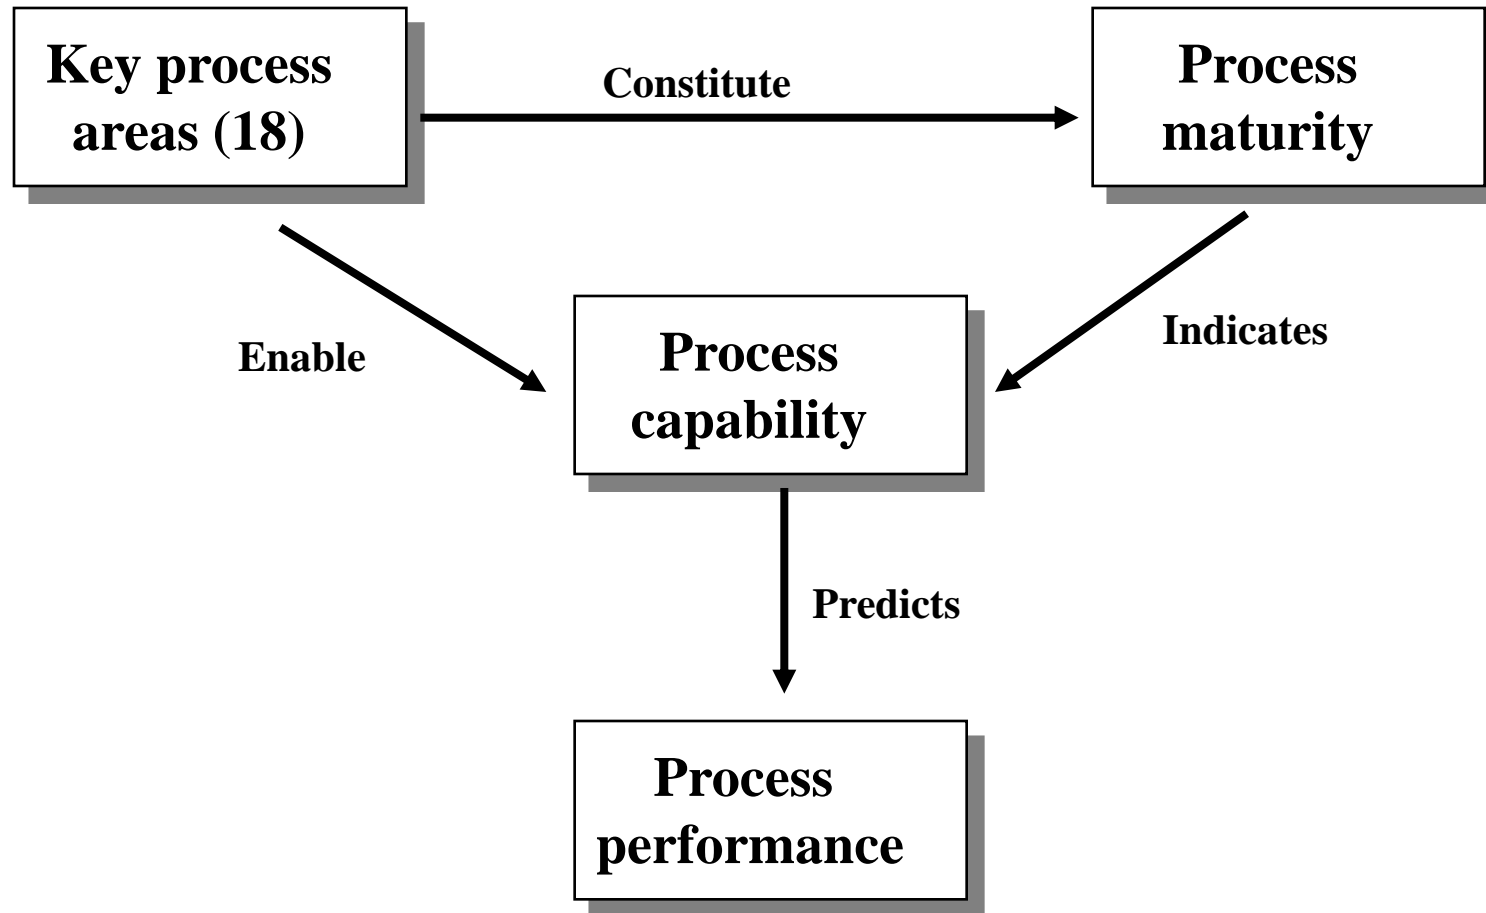 Key process
areas (18)
Constitute
Process
maturity
Enable
Process
capability
Indicates
Predicts
Process
performance